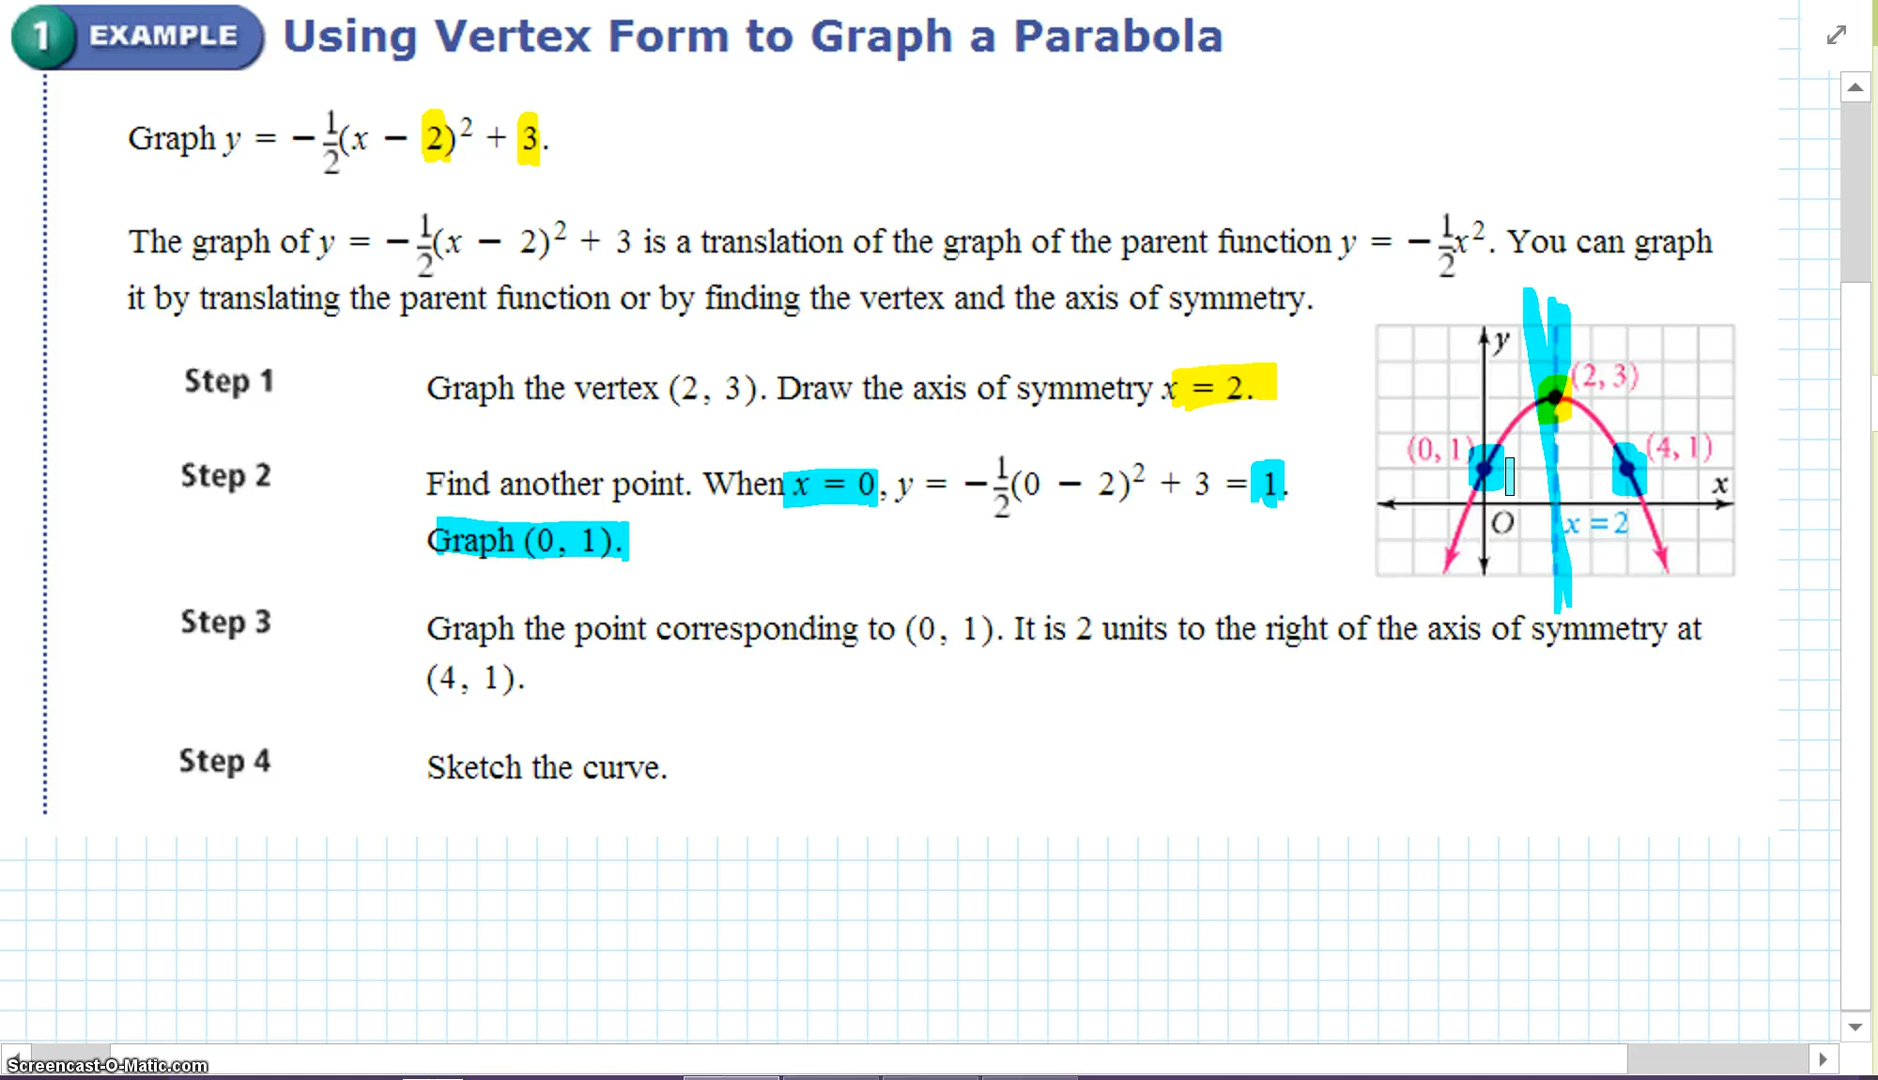 1 EXAMPLE Using Vertex Form to Graph a Parabola
Graph y = −1/2(x − 2)² + 3.
The graph of y = −1/2(x − 2)² + 3 is a translation of the graph of the parent function y = −1/2x². You can graph
it by translating the parent function or by finding the vertex and the axis of symmetry.
Step 1 Graph the vertex (2, 3). Draw the axis of symmetry x = 2.
Step 2 Find another point. When x = 0, y = −1/2(0 − 2)² + 3 = 1.
Graph (0, 1).
y
(2, 3)
(0, 1)
(4, 1)
x
O
x = 2
Step 3 Graph the point corresponding to (0, 1). It is 2 units to the right of the axis of symmetry at
(4, 1).
Step 4 Sketch the curve.
Screencast-O-Matic.com